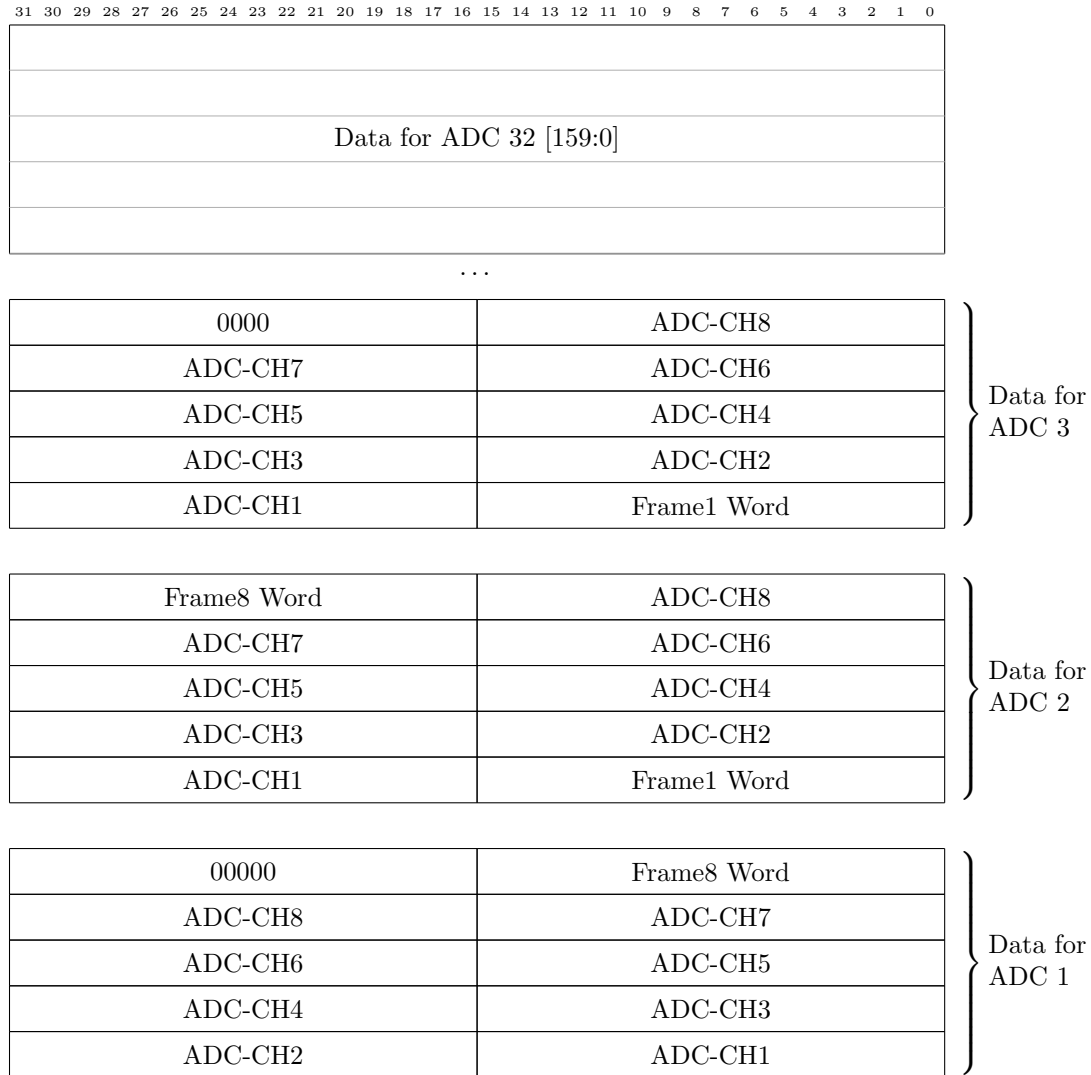 31 30 29 28 27 26 25 24 23 22 21 20 19 18 17 16 15 14 13 12 11 10 9 8 7 6 5 4 3 2 1 0
Data for ADC 32 [159:0]
...
0000 ADC-CH8
ADC-CH7 ADC-CH6
ADC-CH5 ADC-CH4
ADC-CH3 ADC-CH2
ADC-CH1 Frame1 Word
Data for
ADC 3
Frame8 Word ADC-CH8
ADC-CH7 ADC-CH6
ADC-CH5 ADC-CH4
ADC-CH3 ADC-CH2
ADC-CH1 Frame1 Word
Data for
ADC 2
00000 Frame8 Word
ADC-CH8 ADC-CH7
ADC-CH6 ADC-CH5
ADC-CH4 ADC-CH3
ADC-CH2 ADC-CH1
Data for
ADC 1